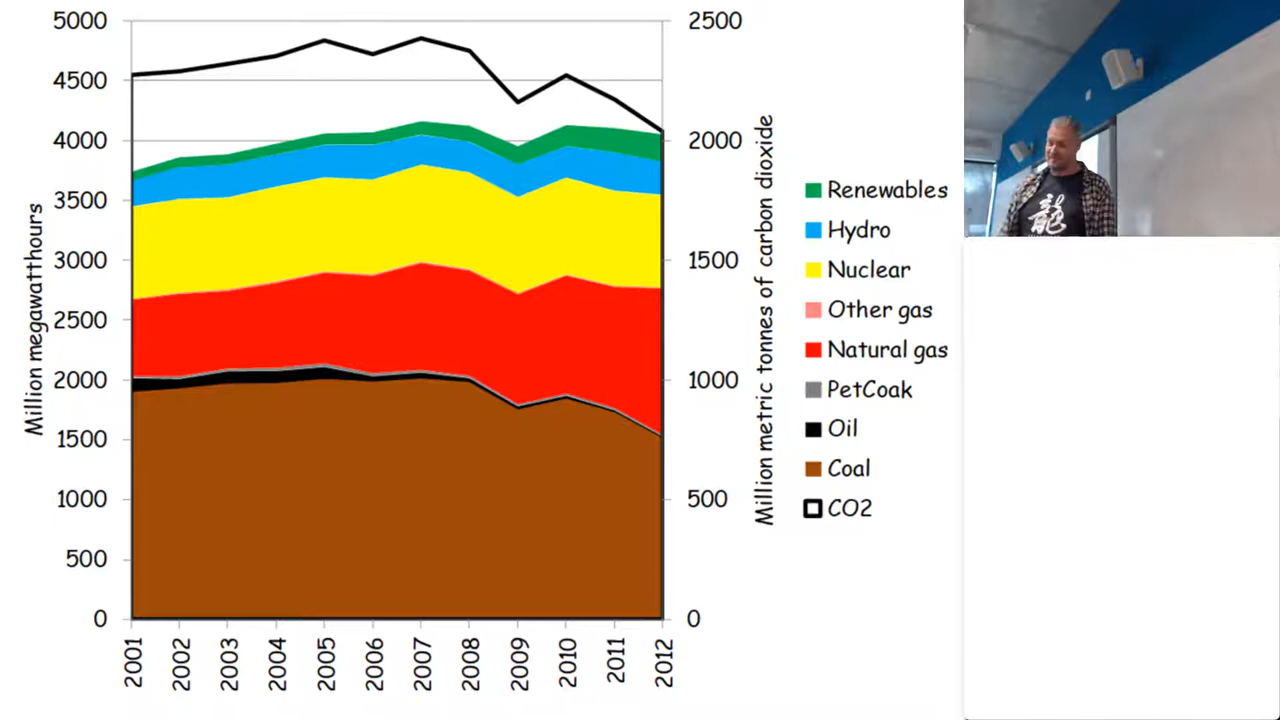 5000
4500
4000
3500
3000
2500
2000
1500
1000
500
0
Million megawatthours
2500
2000
1500
1000
500
0
Million metric tonnes of carbon dioxide
2001
2002
2003
2004
2005
2006
2007
2008
2009
2010
2011
2012
Renewables
Hydro
Nuclear
Other gas
Natural gas
PetCoak
Oil
Coal
CO2
龍